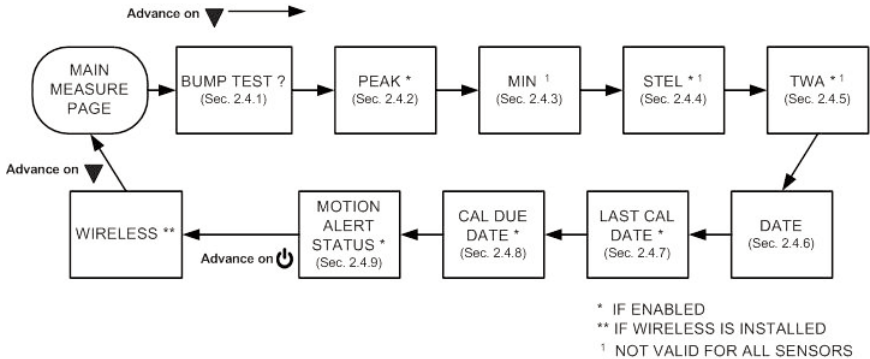 Advance on
MAIN
MEASURE
PAGE
BUMP TEST ?
(Sec. 2.4.1)
PEAK *
(Sec. 2.4.2)
MIN ¹
(Sec. 2.4.3)
STEL * ¹
(Sec. 2.4.4)
TWA * ¹
(Sec. 2.4.5)
DATE
(Sec. 2.4.6)
LAST CAL
DATE *
(Sec. 2.4.7)
CAL DUE
DATE *
(Sec. 2.4.8)
MOTION
ALERT
STATUS *
(Sec. 2.4.9)
Advance on
WIRELESS **
Advance on
* IF ENABLED
** IF WIRELESS IS INSTALLED
¹ NOT VALID FOR ALL SENSORS